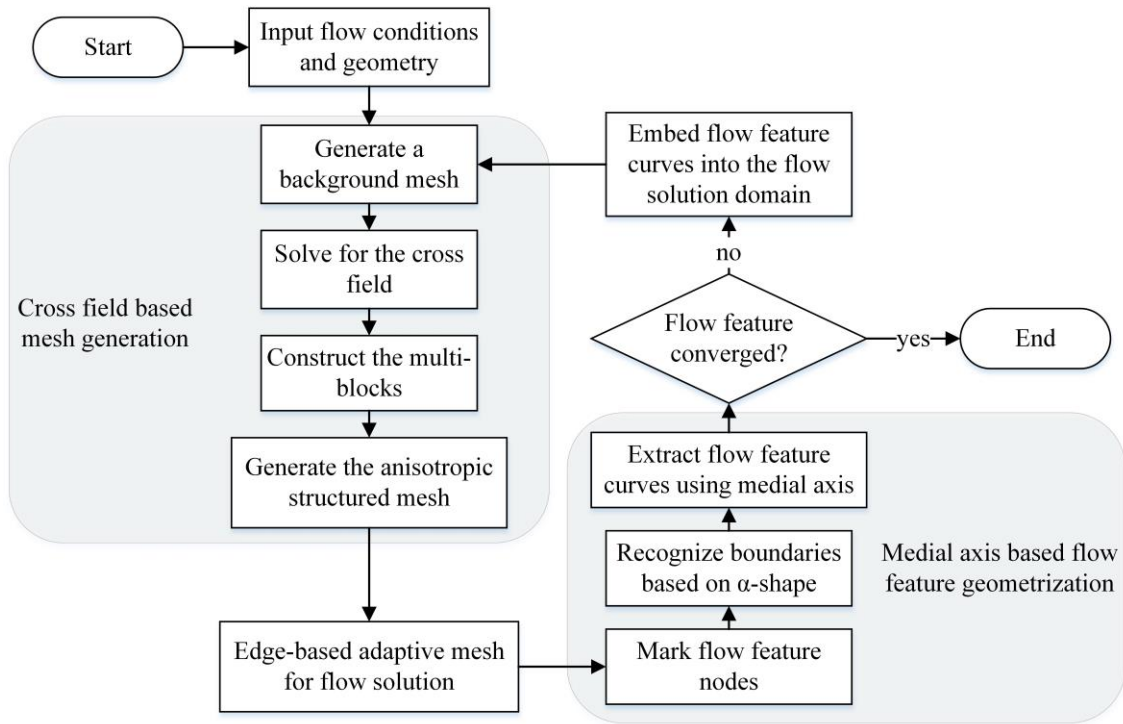 Start
Input flow conditions
and geometry
Generate a
background mesh
Solve for the cross
field
Construct the multi-
blocks
Generate the anisotropic
structured mesh
Cross field based
mesh generation
Edge-based adaptive mesh
for flow solution
Mark flow feature
nodes
Recognize boundaries
based on α-shape
Extract flow feature
curves using medial axis
Medial axis based flow
feature geometrization
Flow feature
converged?
no
yes
Embed flow feature
curves into the flow
solution domain
End